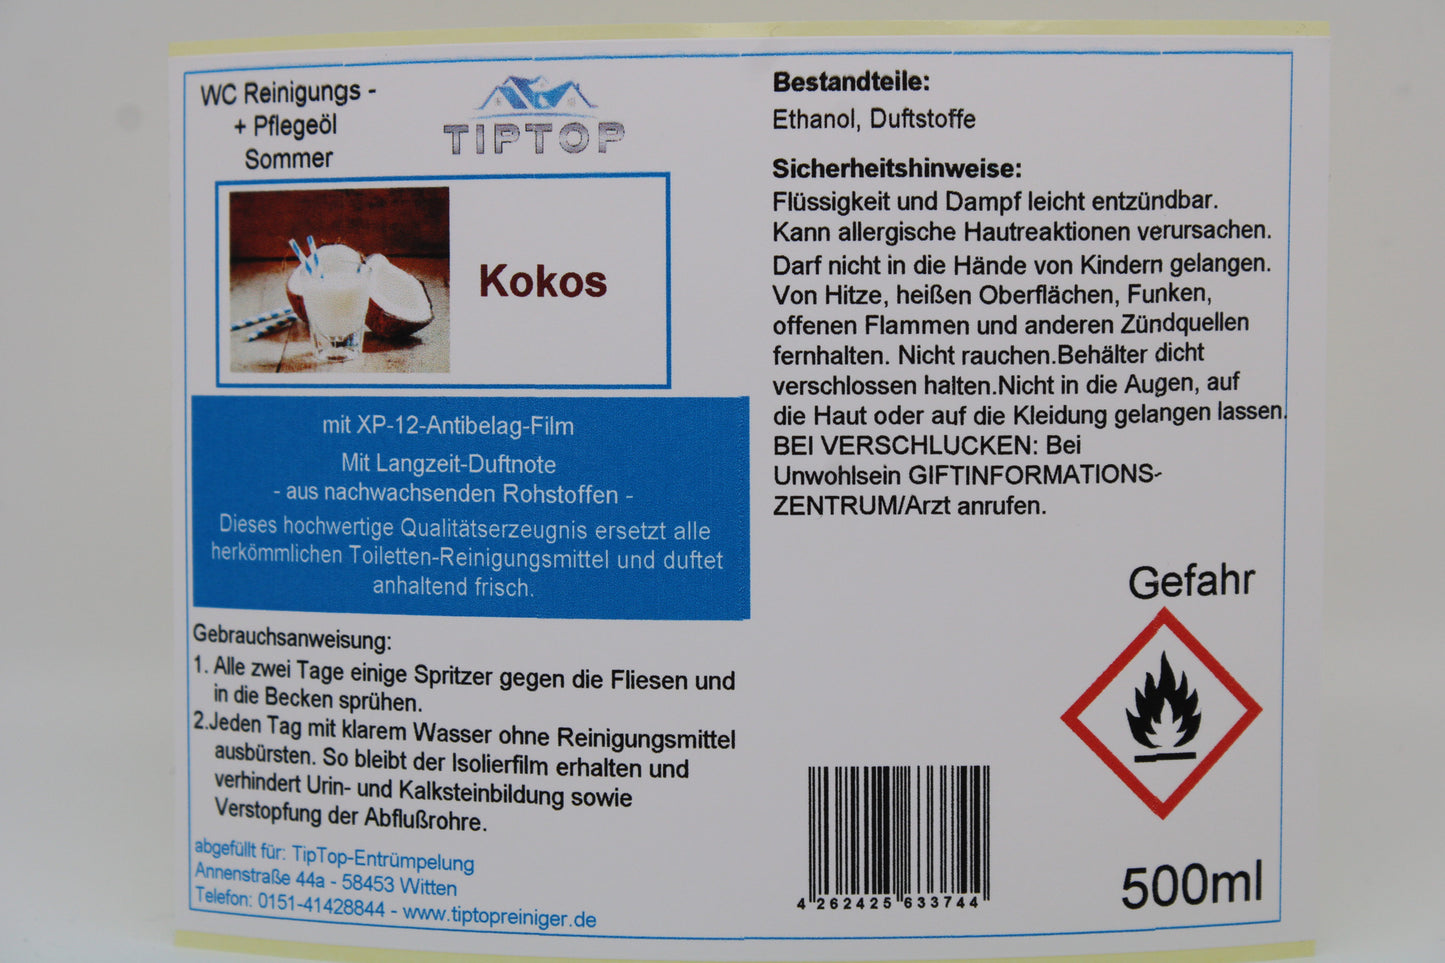 WC Reinigungs -
+ Pflegeöl
Sommer
TIPTOP
Kokos
mit XP-12-Antibelag-Film
Mit Langzeit-Duftnote
- aus nachwachsenden Rohstoffen -
Dieses hochwertige Qualitätserzeugnis ersetzt alle
herkömmlichen Toiletten-Reinigungsmittel und duftet
anhaltend frisch.
Gebrauchsanweisung:
1. Alle zwei Tage einige Spritzer gegen die Fliesen und
in die Becken sprühen.
2.Jeden Tag mit klarem Wasser ohne Reinigungsmittel
ausbürsten. So bleibt der Isolierfilm erhalten und
verhindert Urin- und Kalksteinbildung sowie
Verstopfung der Abflußrohre.
abgefüllt für: TipTop-Entrümpelung
Annenstraße 44a - 58453 Witten
Telefon: 0151-41428844 - www.tiptopreiniger.de
Bestandteile:
Ethanol, Duftstoffe
Sicherheitshinweise:
Flüssigkeit und Dampf leicht entzündbar.
Kann allergische Hautreaktionen verursachen.
Darf nicht in die Hände von Kindern gelangen.
Von Hitze, heißen Oberflächen, Funken,
offenen Flammen und anderen Zündquellen
fernhalten. Nicht rauchen.Behälter dicht
verschlossen halten.Nicht in die Augen, auf
die Haut oder auf die Kleidung gelangen lassen.
BEI VERSCHLUCKEN: Bei
Unwohlsein GIFTINFORMATIONS-
ZENTRUM/Arzt anrufen.
Gefahr
4 262425 633744
500ml